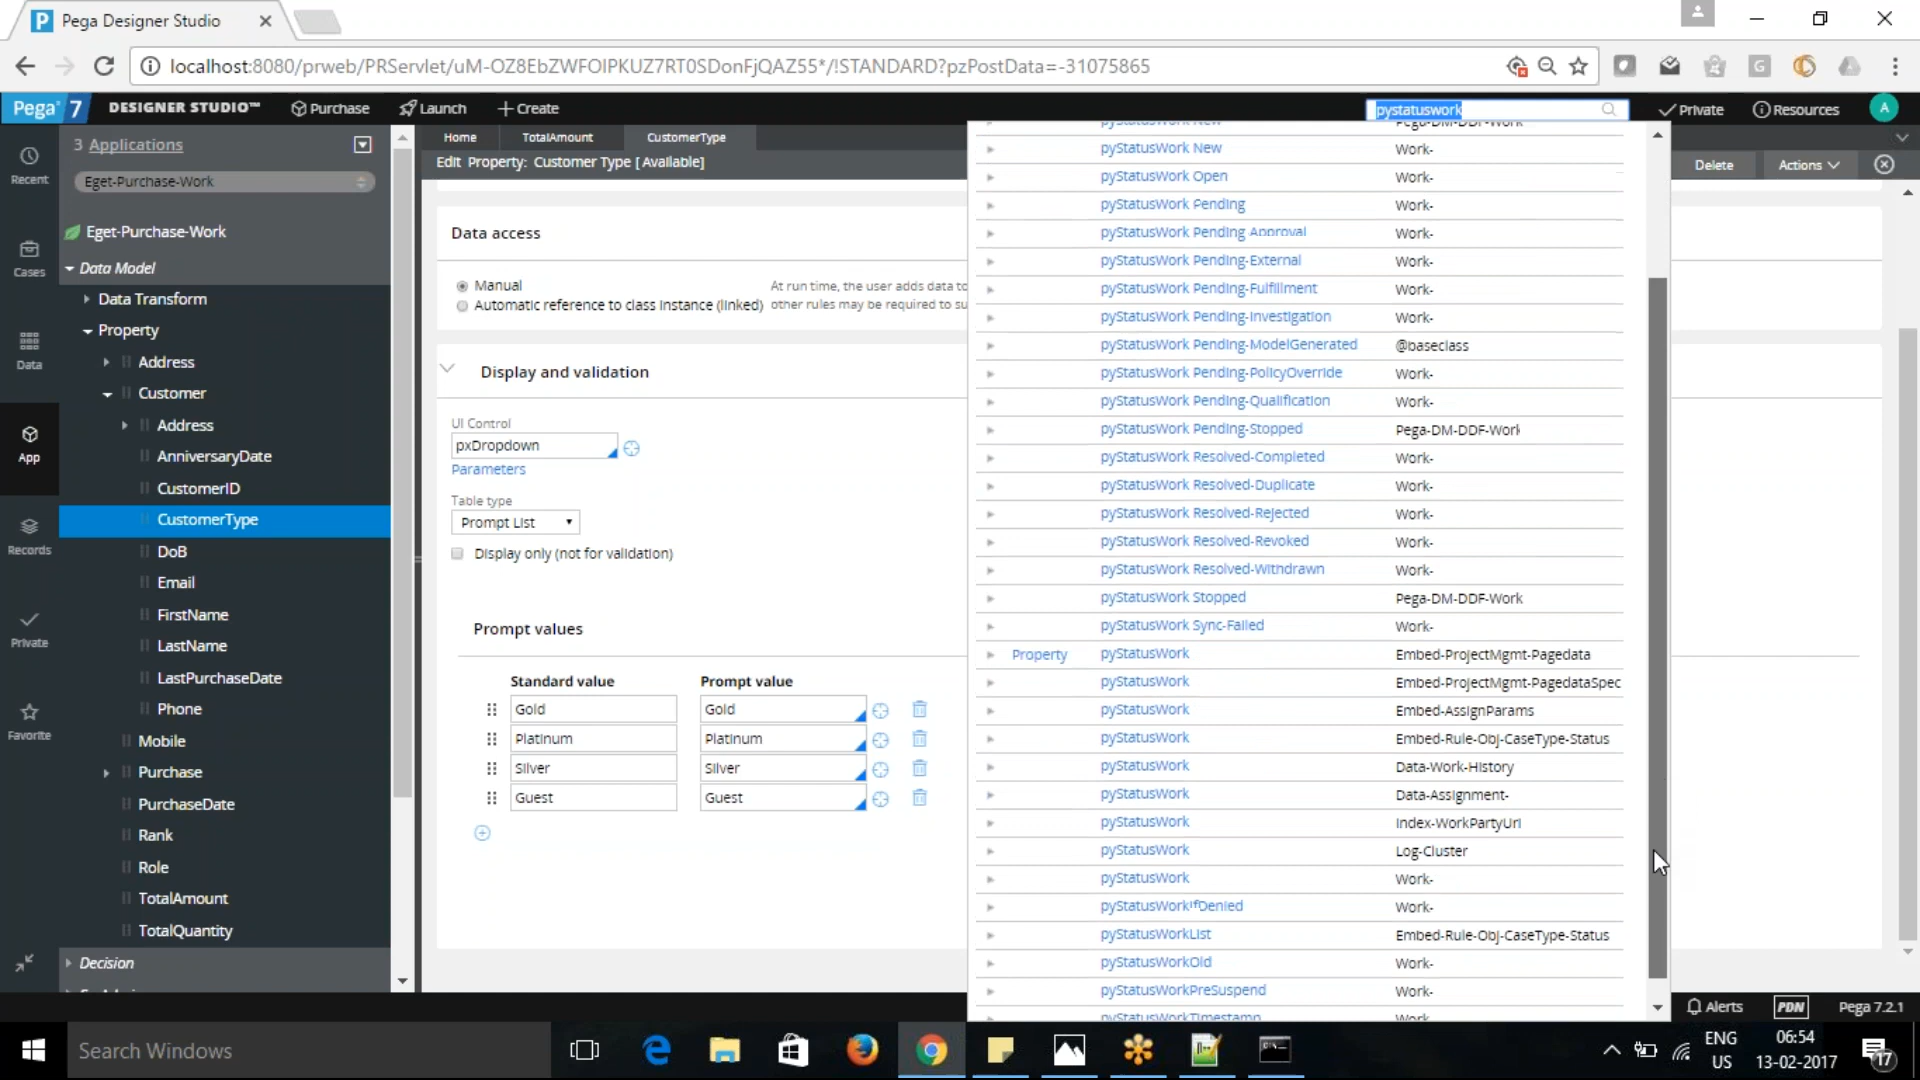 Pega Designer Studio
localhost:8080/prweb/PRServlet/uM-OZ8EbZWFOIPKUZ7RT0SDonFjQAZ55*/!STANDARD?pzPostData=-31075865
Pega 7 DESIGNER STUDIO™ Purchase Launch Create pystatuswork Private Resources A
3 Applications
Home TotalAmount CustomerType
Edit Property: Customer Type [ Available]
Delete Actions
Eget-Purchase-Work
Recent
Cases
Data
App
Records
Private
Favorite
Eget-Purchase-Work
Data Model
Data Transform
Property
Address
Customer
Address
AnniversaryDate
CustomerID
CustomerType
DoB
Email
FirstName
LastName
LastPurchaseDate
Phone
Mobile
Purchase
PurchaseDate
Rank
Role
TotalAmount
TotalQuantity
Decision
Data access
Manual
At run time, the user adds data to
Automatic reference to class instance (linked)
other rules may be required to su
Display and validation
UI Control
pxDropdown
Parameters
Table type
Prompt List
Display only (not for validation)
Prompt values
Standard value Prompt value
Gold Gold
Platinum Platinum
Silver Silver
Guest Guest
pyStatusWork New Pega-DM-DDF-Work
pyStatusWork New Work-
pyStatusWork Open Work-
pyStatusWork Pending Work-
pyStatusWork Pending Approval Work-
pyStatusWork Pending-External Work-
pyStatusWork Pending-Fulfillment Work-
pyStatusWork Pending-Investigation Work-
pyStatusWork Pending-ModelGenerated @baseclass
pyStatusWork Pending-PolicyOverride Work-
pyStatusWork Pending-Qualification Work-
pyStatusWork Pending-Stopped Pega-DM-DDF-Work
pyStatusWork Resolved-Completed Work-
pyStatusWork Resolved-Duplicate Work-
pyStatusWork Resolved-Rejected Work-
pyStatusWork Resolved-Revoked Work-
pyStatusWork Resolved-Withdrawn Work-
pyStatusWork Stopped Pega-DM-DDF-Work
pyStatusWork Sync-Failed Work-
Property pyStatusWork Embed-ProjectMgmt-Pagedata
pyStatusWork Embed-ProjectMgmt-PagedataSpec
pyStatusWork Embed-AssignParams
pyStatusWork Embed-Rule-Obj-CaseType-Status
pyStatusWork Data-Work-History
pyStatusWork Data-Assignment-
pyStatusWork Index-WorkPartyUri
pyStatusWork Log-Cluster
pyStatusWork Work-
pyStatusWorkIfDenied Work-
pyStatusWorkList Embed-Rule-Obj-CaseType-Status
pyStatusWorkOld Work-
pyStatusWorkPreSuspend Work-
pyStatusWorkTimestamp Work-
Alerts PDN Pega 7.2.1
Search Windows
ENG
US
06:54
13-02-2017
17